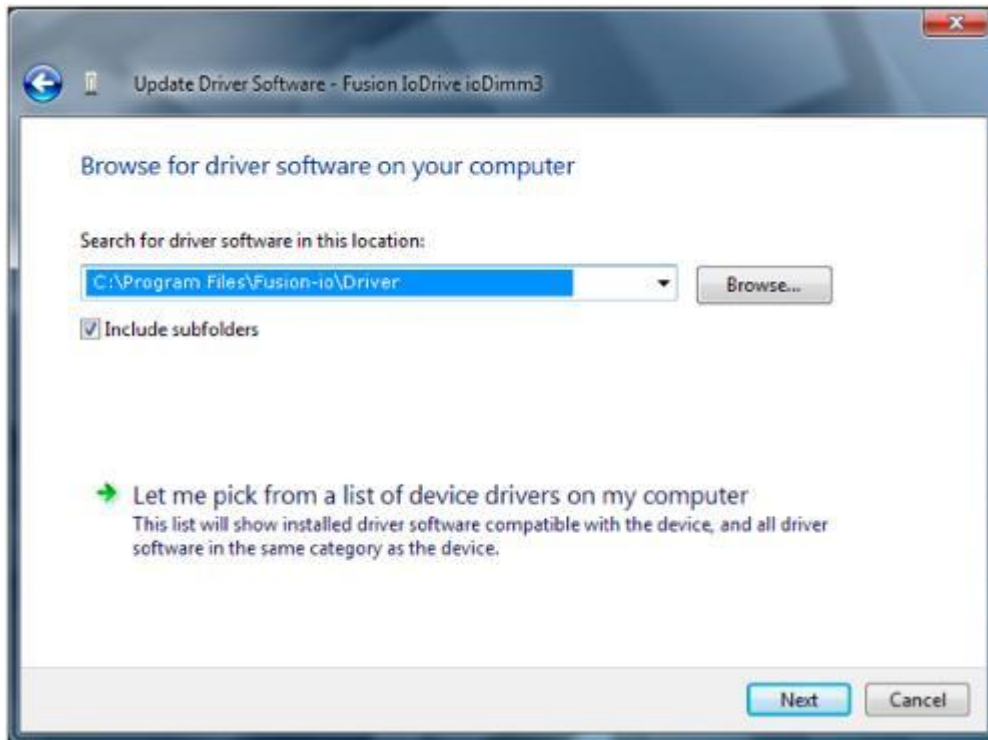 Update Driver Software - Fusion IoDrive ioDimm3
Browse for driver software on your computer
Search for driver software in this location:
C:\Program Files\Fusion-io\Driver
Browse...
Include subfolders
Let me pick from a list of device drivers on my computer
This list will show installed driver software compatible with the device, and all driver
software in the same category as the device.
Next
Cancel